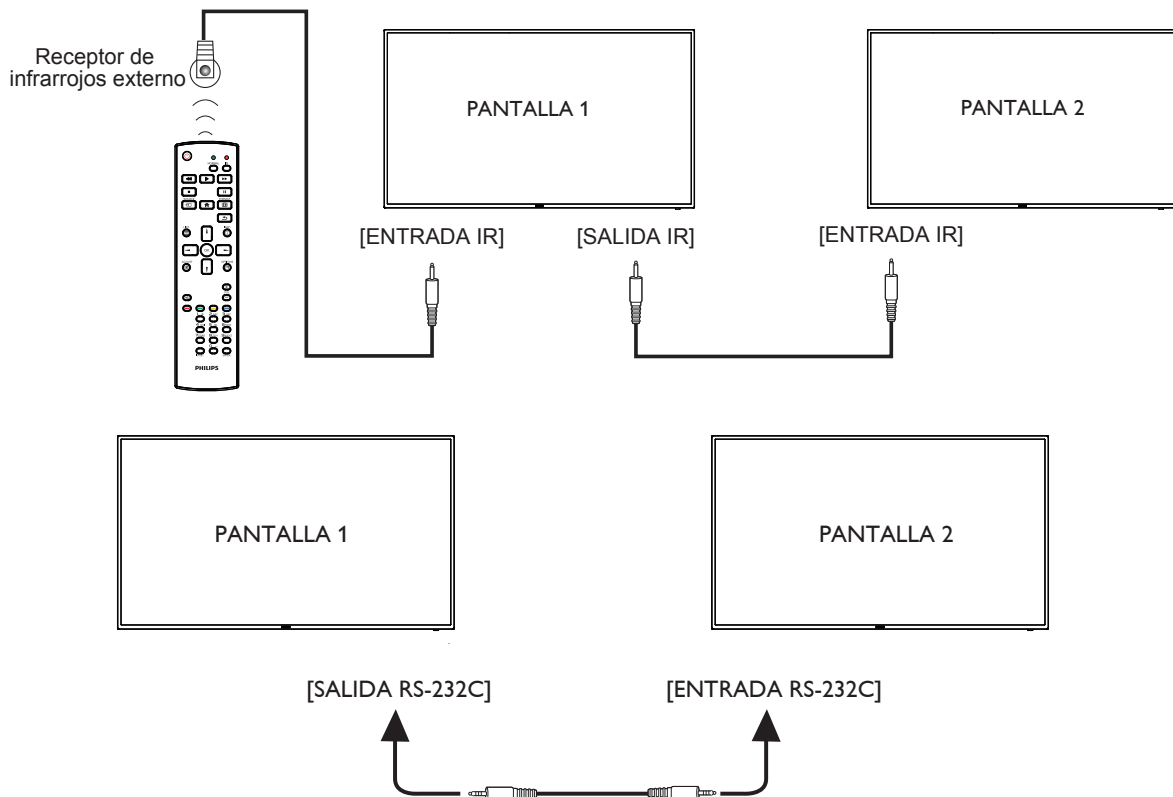 Receptor de
infrarrojos externo
PANTALLA 1
PANTALLA 2
[ENTRADA IR]
[SALIDA IR]
[ENTRADA IR]
PHILIPS
PANTALLA 1
PANTALLA 2
[SALIDA RS-232C]
[ENTRADA RS-232C]